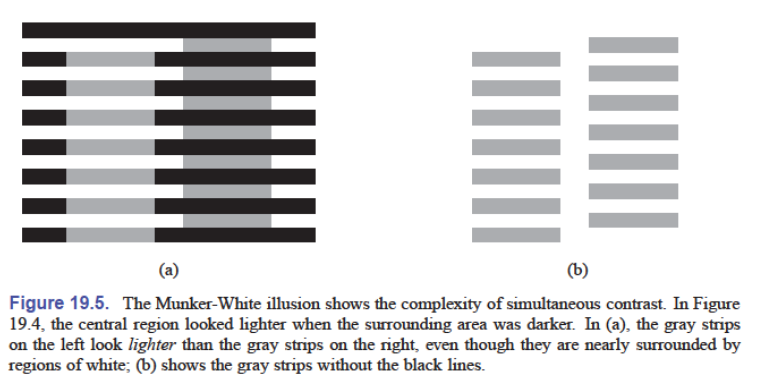 (a)
(b)
Figure 19.5. The Munker-White illusion shows the complexity of simultaneous contrast. In Figure
19.4, the central region looked lighter when the surrounding area was darker. In (a), the gray strips
on the left look lighter than the gray strips on the right, even though they are nearly surrounded by
regions of white; (b) shows the gray strips without the black lines.